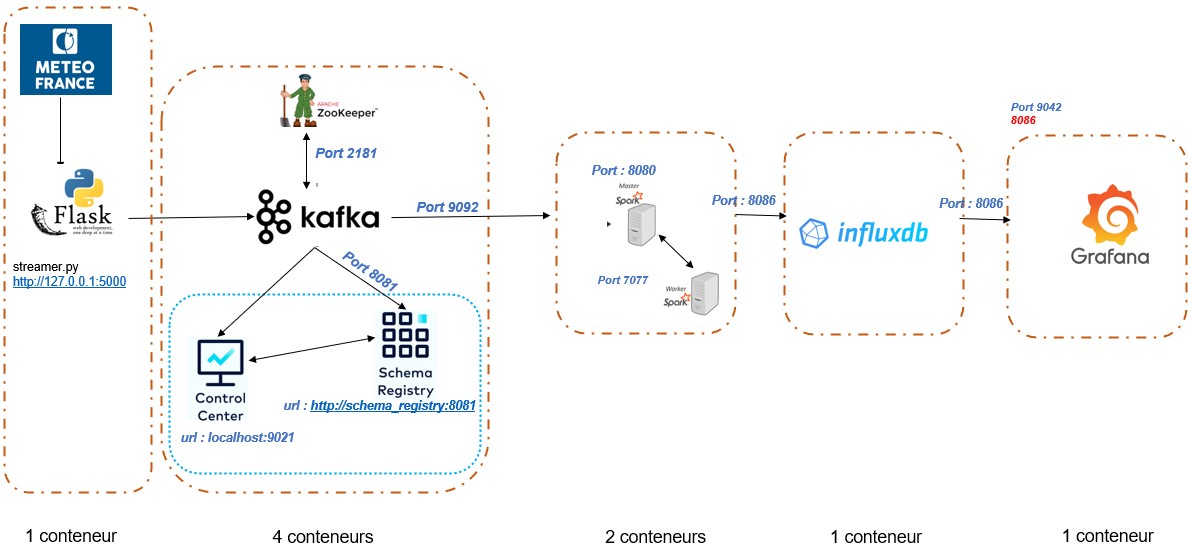 METEO
FRANCE
Flask
web development,
one drop at a time
streamer.py
http://127.0.0.1:5000
APACHE
ZooKeeper™
Port 2181
kafka
Port 9092
Port 8081
Control
Center
url : localhost:9021
Schema
Registry
url : http://schema_registry:8081
Port : 8080
Master
Spark
Port 7077
Worker
Spark
Port : 8086
influxdb
Port : 8086
Port 9042
8086
Grafana
1 conteneur
4 conteneurs
2 conteneurs
1 conteneur
1 conteneur